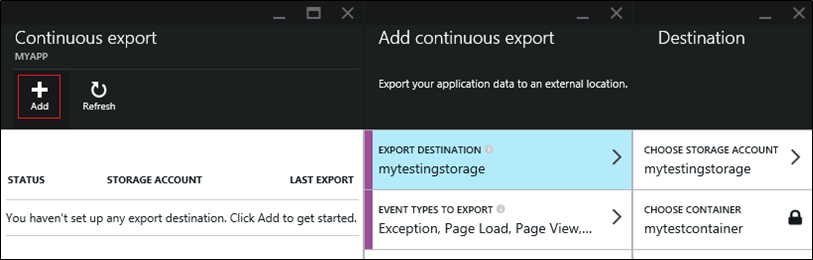 Continuous export
MYAPP
Add
Refresh
STATUS STORAGE ACCOUNT LAST EXPORT
You haven't set up any export destination. Click Add to get started.
Add continuous export
Export your application data to an external location.
EXPORT DESTINATION
mytestingstorage
EVENT TYPES TO EXPORT
Exception, Page Load, Page View,...
Destination
CHOOSE STORAGE ACCOUNT
mytestingstorage
CHOOSE CONTAINER
mytestcontainer